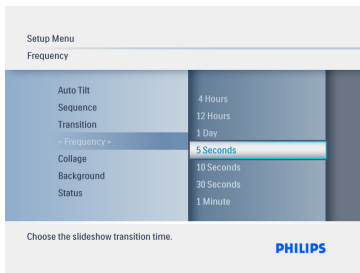 Setup Menu
Frequency
Auto Tilt
Sequence
Transition
< Frequency >
Collage
Background
Status
4 Hours
12 Hours
1 Day
5 Seconds
10 Seconds
30 Seconds
1 Minute
Choose the slideshow transition time.
PHILIPS